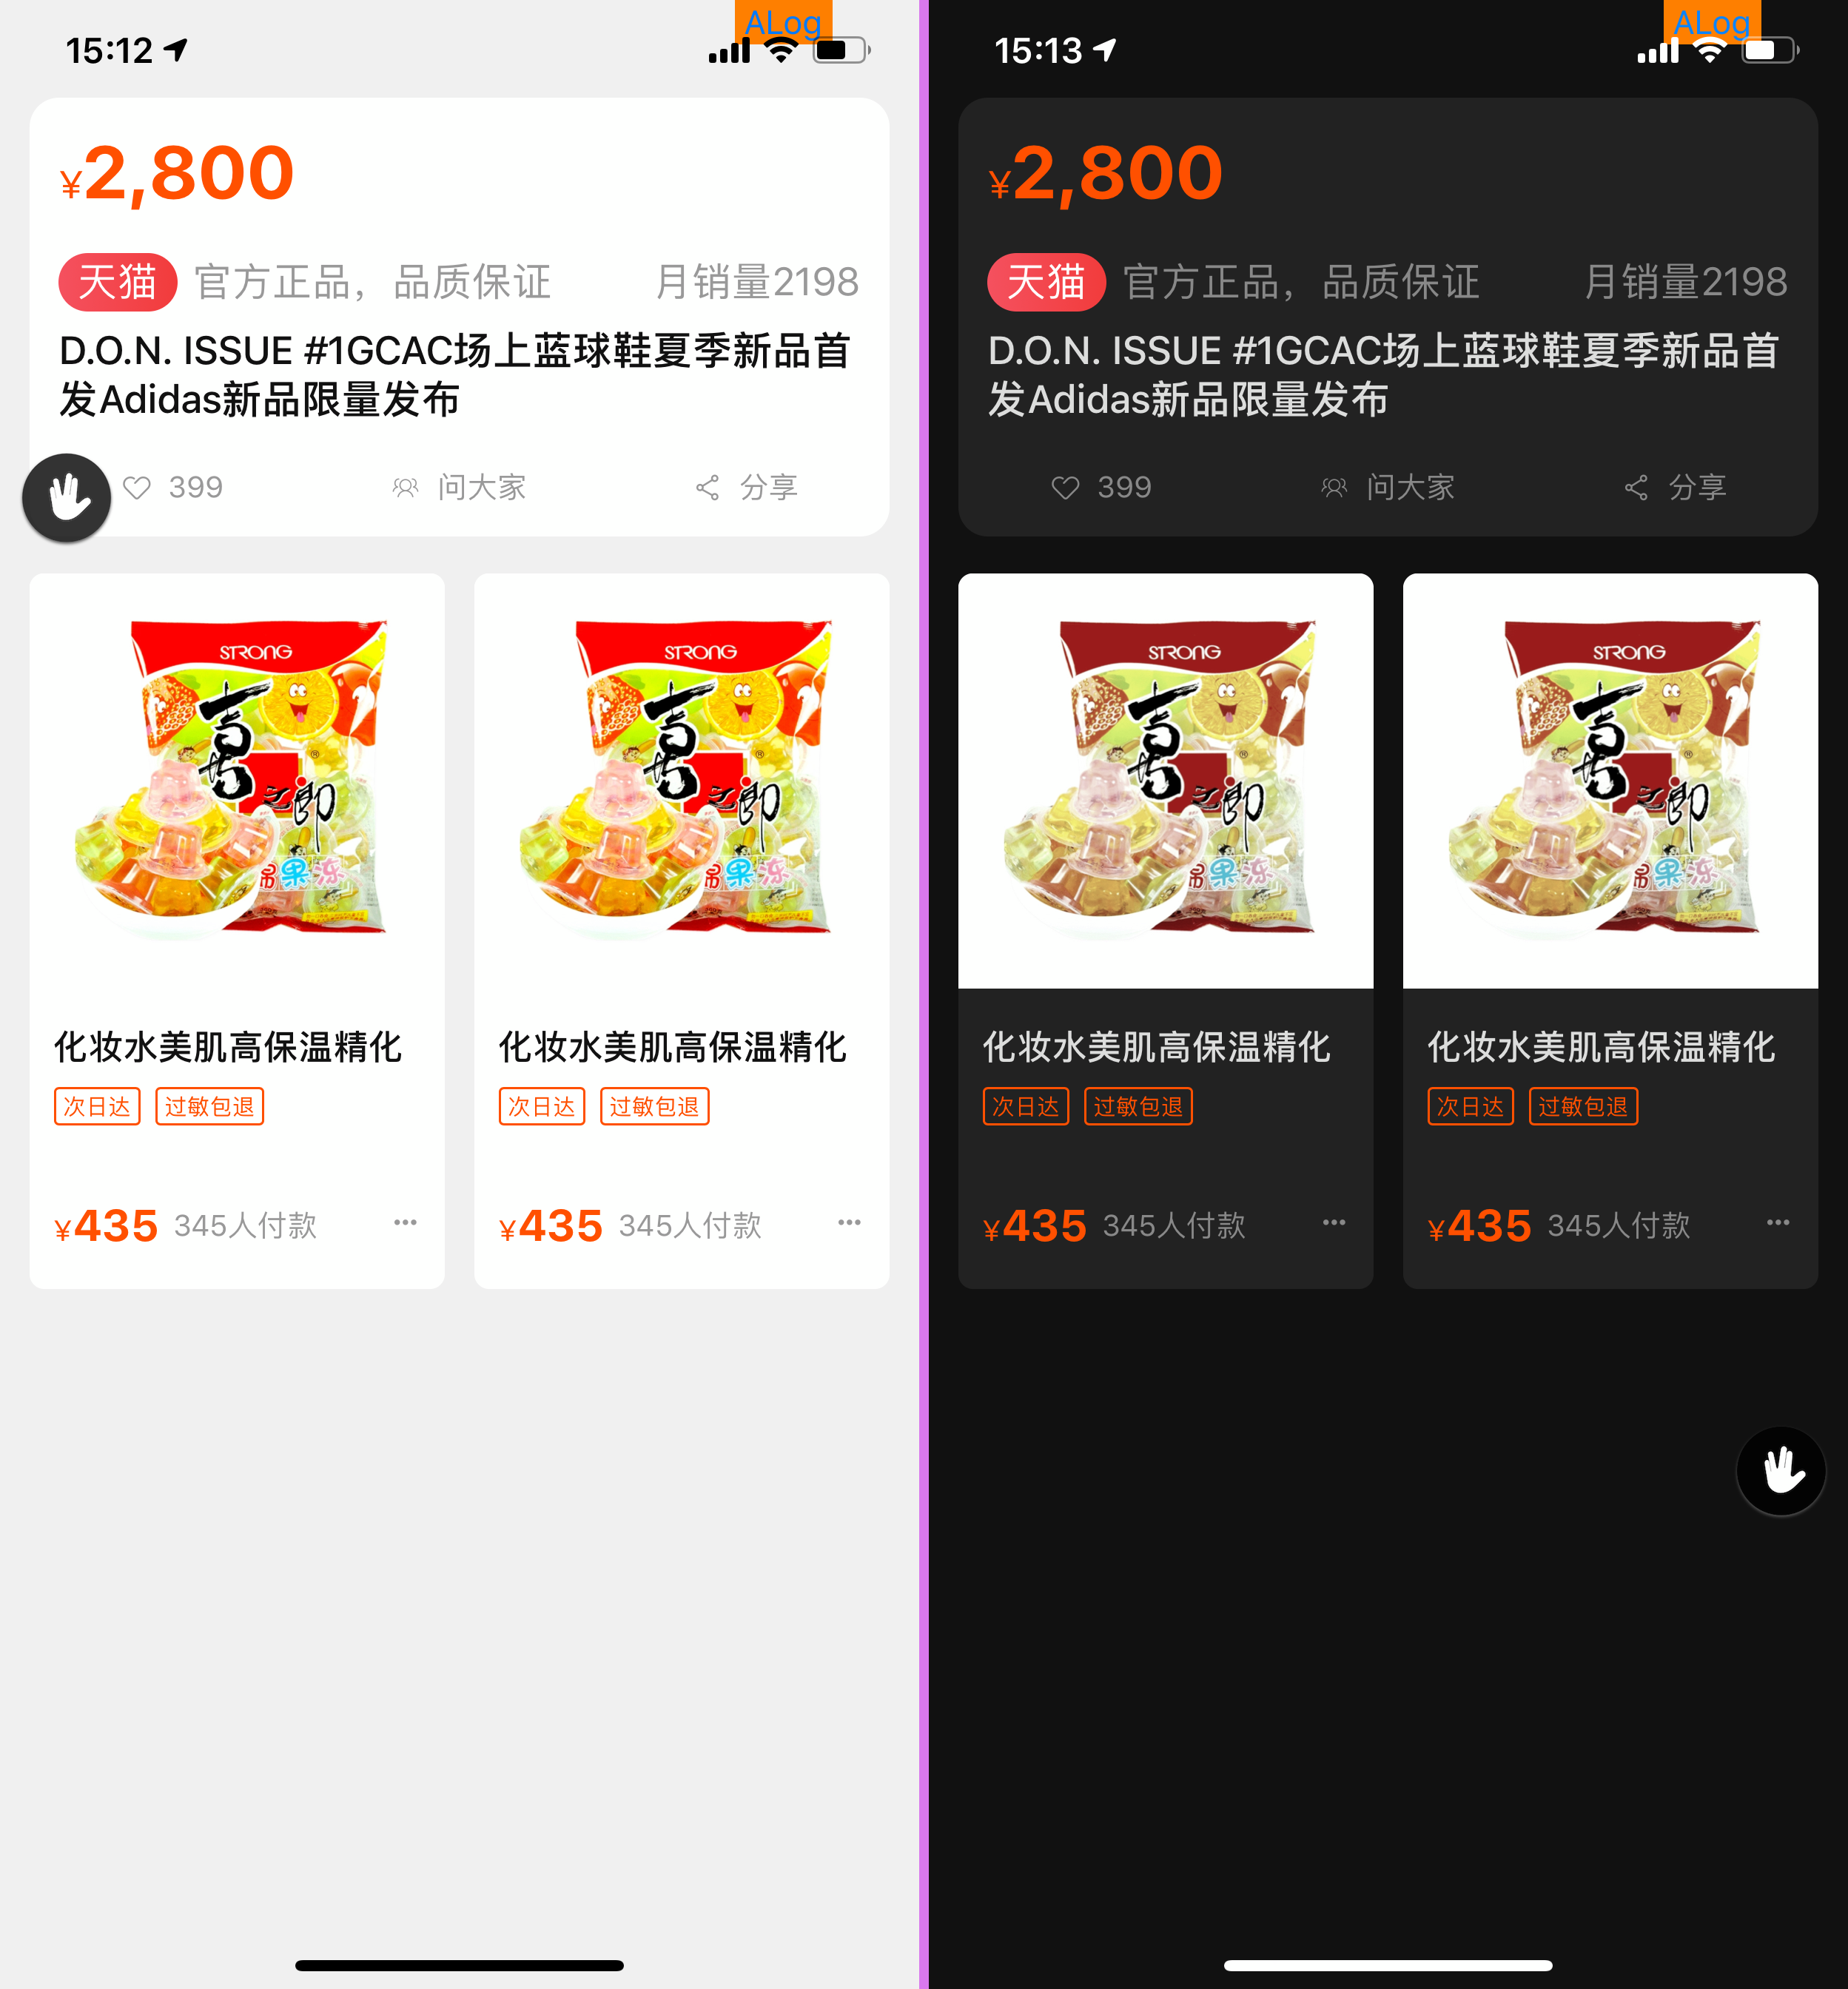 ALog
15:12
¥2,800
天猫 官方正品，品质保证 月销量2198
D.O.N. ISSUE #1GCAC场上蓝球鞋夏季新品首
发Adidas新品限量发布
399 问大家 分享
STRONG
喜
之郎
®
果冻
化妆水美肌高保温精化
次日达 过敏包退
¥435 345人付款 ···
STRONG
喜
之郎
®
果冻
化妆水美肌高保温精化
次日达 过敏包退
¥435 345人付款 ···
ALog
15:13
¥2,800
天猫 官方正品，品质保证 月销量2198
D.O.N. ISSUE #1GCAC场上蓝球鞋夏季新品首
发Adidas新品限量发布
399 问大家 分享
STRONG
喜
之郎
®
果冻
化妆水美肌高保温精化
次日达 过敏包退
¥435 345人付款 ···
STRONG
喜
之郎
®
果冻
化妆水美肌高保温精化
次日达 过敏包退
¥435 345人付款 ···